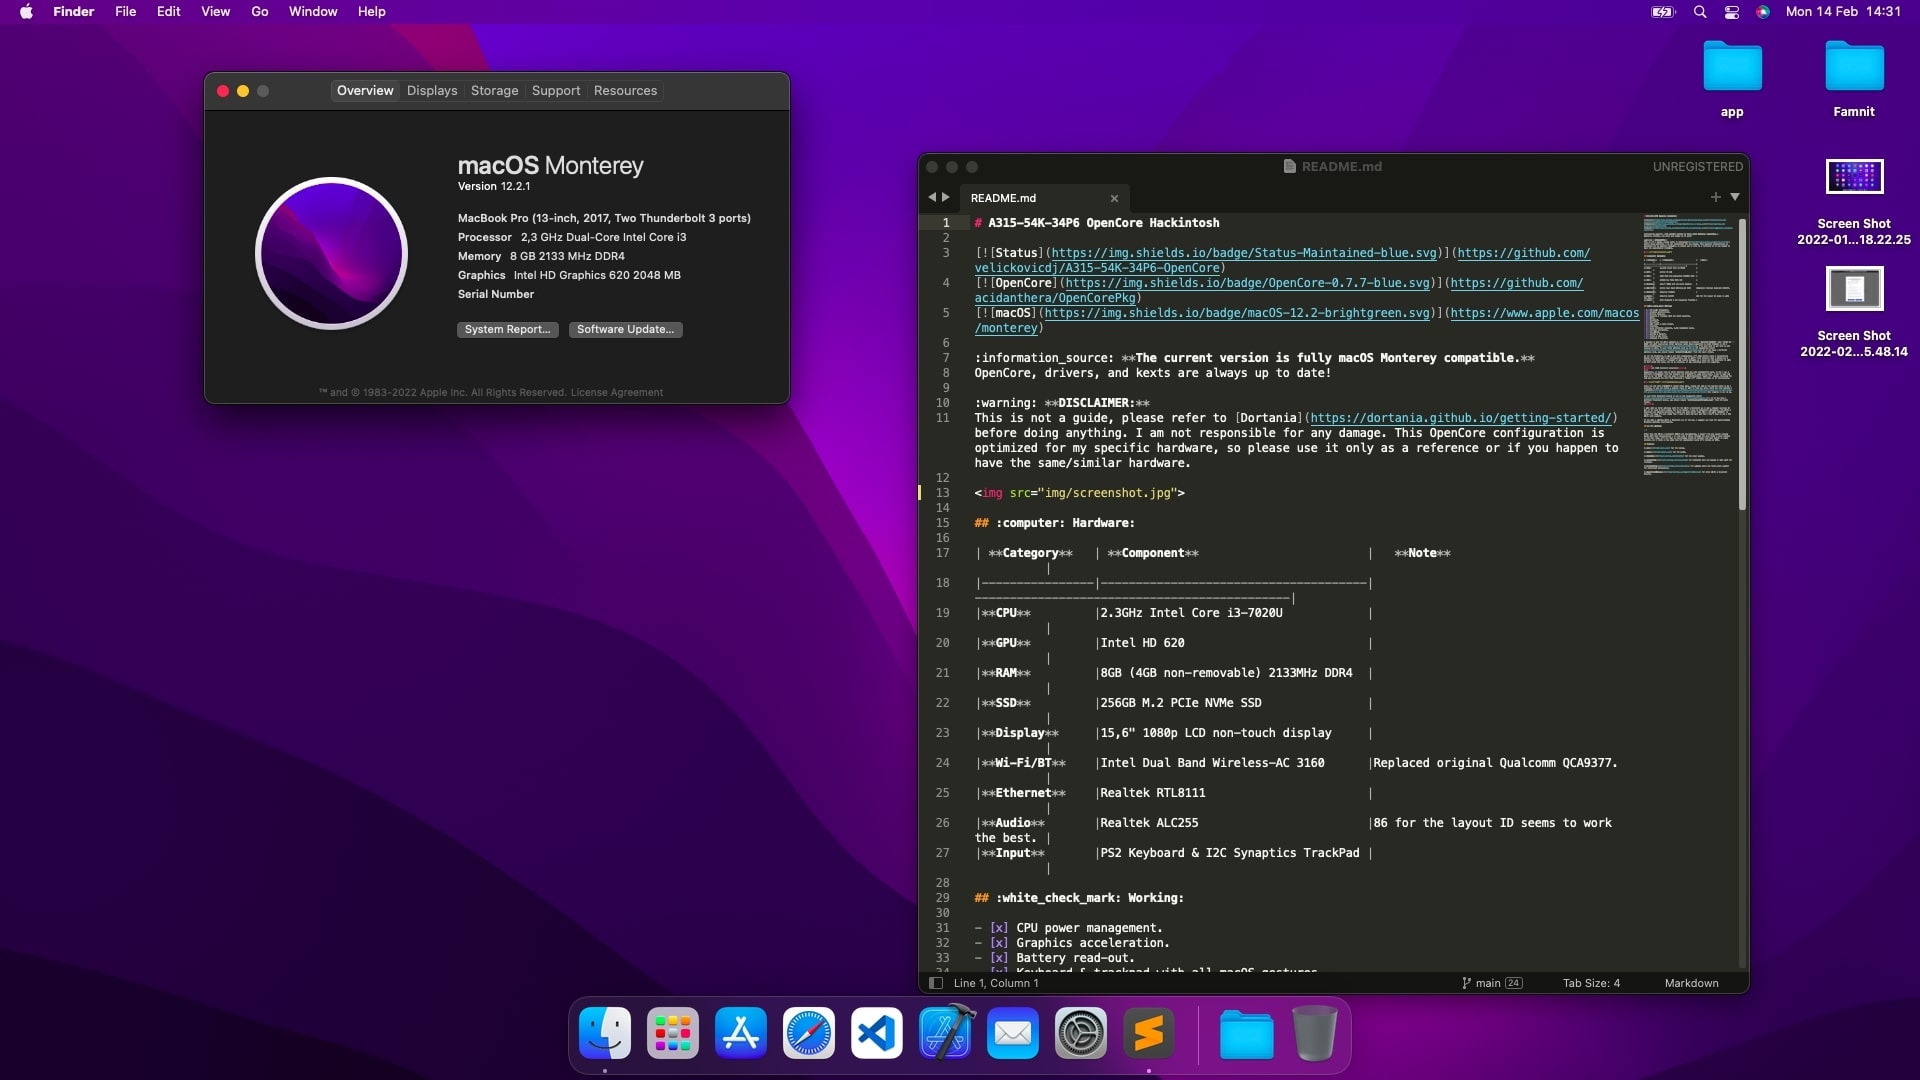 Finder File Edit View Go Window Help
Mon 14 Feb 14:31
app
Famnit
Screen Shot
2022-01...18.22.25
Screen Shot
2022-02...5.48.14
Overview Displays Storage Support Resources
macOS Monterey
Version 12.2.1
MacBook Pro (13-inch, 2017, Two Thunderbolt 3 ports)
Processor 2,3 GHz Dual-Core Intel Core i3
Memory 8 GB 2133 MHz DDR4
Graphics Intel HD Graphics 620 2048 MB
Serial Number
System Report...
Software Update...
™ and © 1983-2022 Apple Inc. All Rights Reserved. License Agreement
README.md
UNREGISTERED
README.md
1 # A315-54K-34P6 OpenCore Hackintosh
2
3 [![Status](https://img.shields.io/badge/Status-Maintained-blue.svg)](https://github.com/
velickovicdj/A315-54K-34P6-OpenCore)
4 [![OpenCore](https://img.shields.io/badge/OpenCore-0.7.7-blue.svg)](https://github.com/
acidanthera/OpenCorePkg)
5 [![macOS](https://img.shields.io/badge/macOS-12.2-brightgreen.svg)](https://www.apple.com/macos
/monterey)
6
7 :information_source: **The current version is fully macOS Monterey compatible.**
8 OpenCore, drivers, and kexts are always up to date!
9
10 :warning: **DISCLAIMER:**
11 This is not a guide, please refer to [Dortania](https://dortania.github.io/getting-started/)
before doing anything. I am not responsible for any damage. This OpenCore configuration is
optimized for my specific hardware, so please use it only as a reference or if you happen to
have the same/similar hardware.
12
13 <img src="img/screenshot.jpg">
14
15 ## :computer: Hardware:
16
17 | **Category** | **Component** | **Note**
|
18 |----------------|--------------------------------------|
---------------------------------------------|
19 |**CPU** |2.3GHz Intel Core i3-7020U |
|
20 |**GPU** |Intel HD 620 |
|
21 |**RAM** |8GB (4GB non-removable) 2133MHz DDR4 |
|
22 |**SSD** |256GB M.2 PCIe NVMe SSD |
|
23 |**Display** |15,6" 1080p LCD non-touch display |
|
24 |**Wi-Fi/BT** |Intel Dual Band Wireless-AC 3160 |Replaced original Qualcomm QCA9377.
|
25 |**Ethernet** |Realtek RTL8111 |
|
26 |**Audio** |Realtek ALC255 |86 for the layout ID seems to work
the best. |
27 |**Input** |PS2 Keyboard & I2C Synaptics TrackPad |
|
28
29 ## :white_check_mark: Working:
30
31 - [x] CPU power management.
32 - [x] Graphics acceleration.
33 - [x] Battery read-out.
34 - [x] Keyboard & trackpad with all macOS gestures
Line 1, Column 1
main 24
Tab Size: 4
Markdown